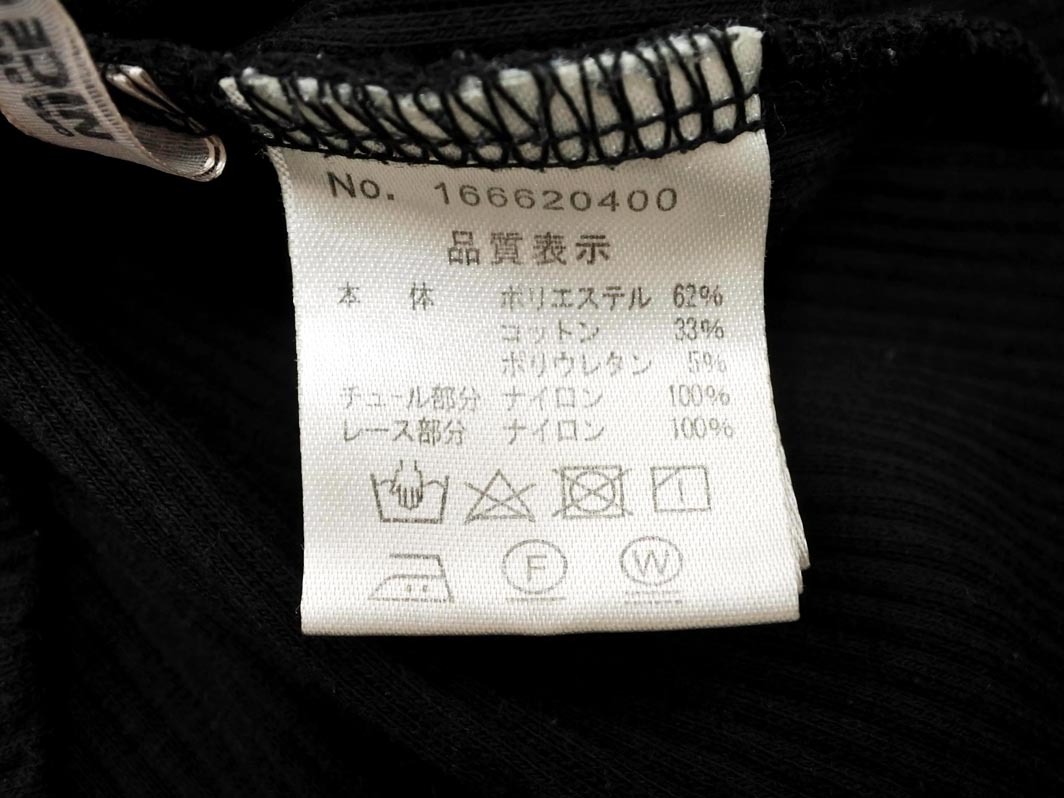 No. 166620400
品質表示
本 体 ポリエステル 62%
コットン 33%
ポリウレタン 5%
チュール部分 ナイロン 100%
レース部分 ナイロン 100%
F
W